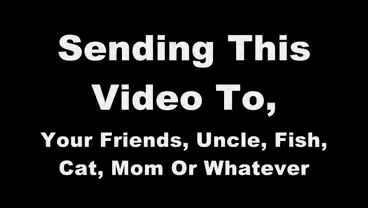 Sending This
Video To,
Your Friends, Uncle, Fish,
Cat, Mom Or Whatever